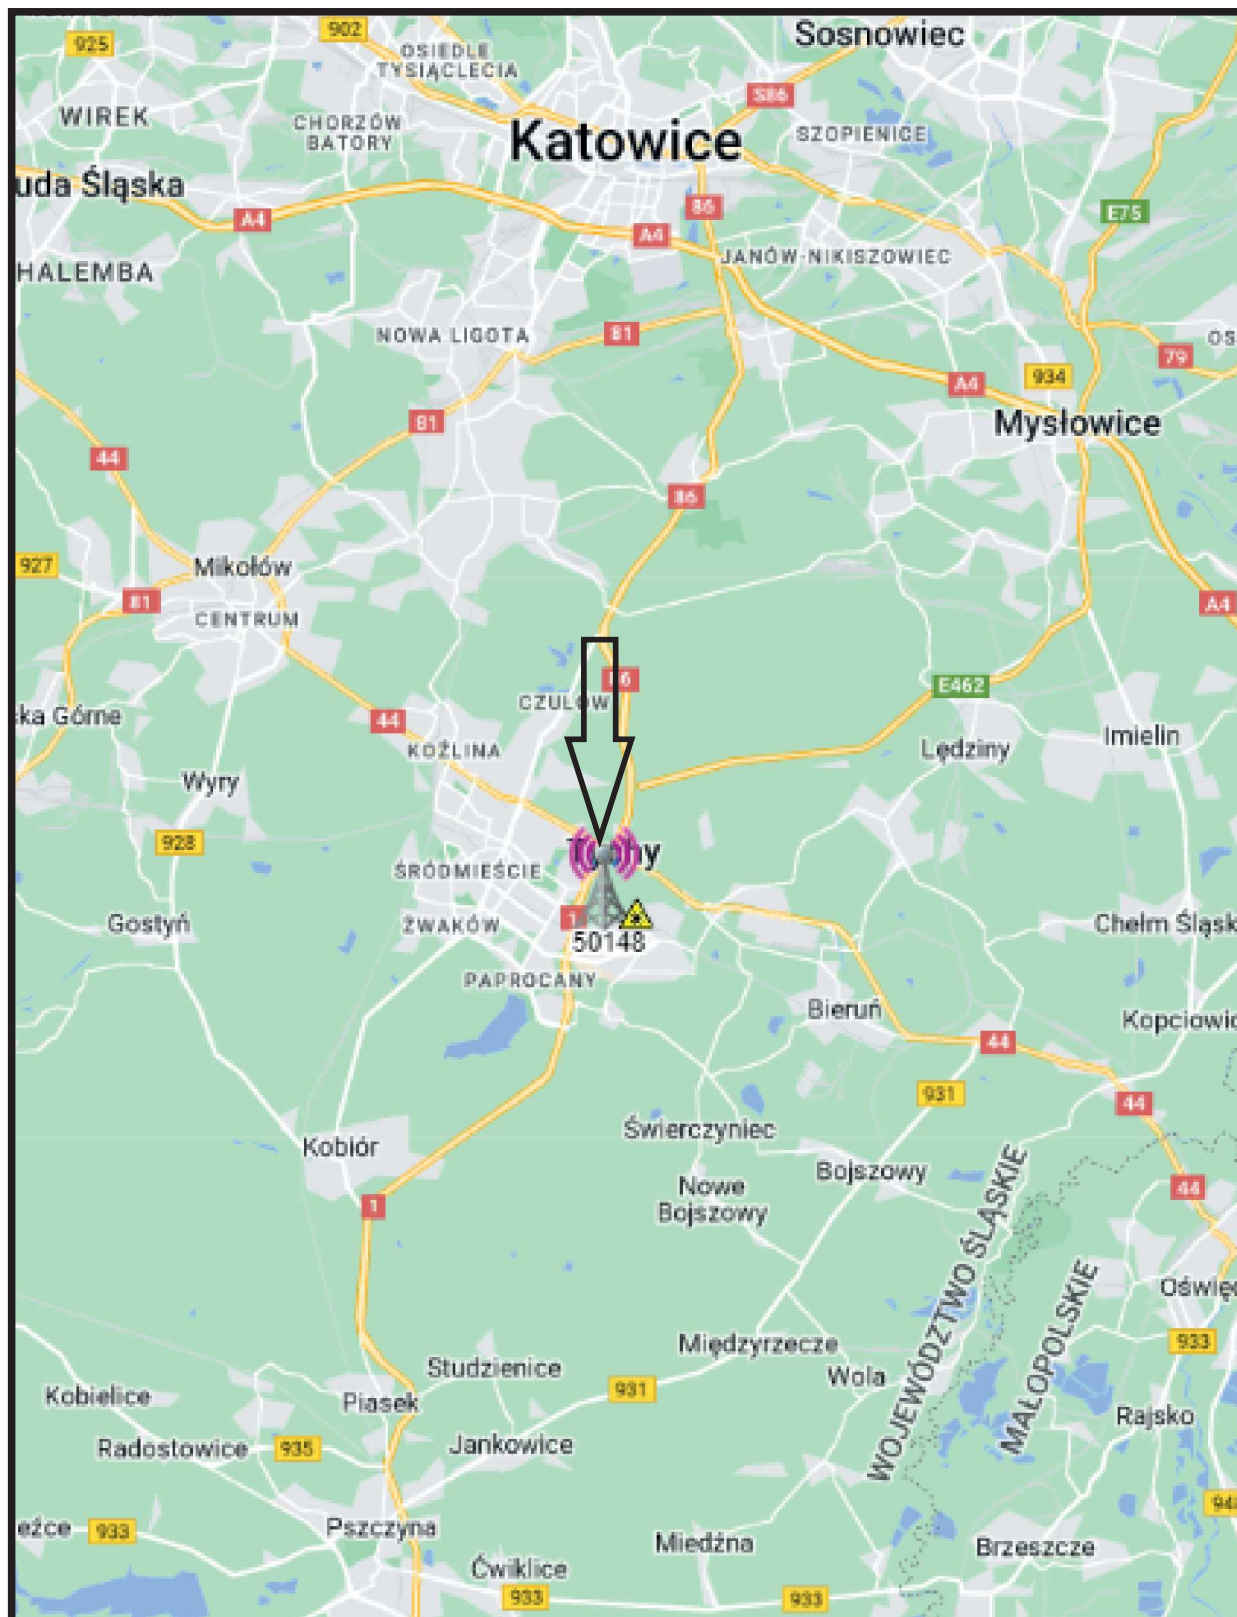 925
902
OSIEDLE
TYSIĄCLECIA
Sosnowiec
WIREK
CHORZÓW
BATORY
Katowice
S86
SZOPIENICE
uda Śląska
A4
86
A4
E75
HALEMBA
JANÓW-NIKISZOWIEC
NOWA LIGOTA
81
OS
79
A4
934
81
Mysłowice
44
86
927
Mikołów
81
CENTRUM
A4
E462
CZUŁÓW
ska Górne
44
KOŹLINA
Lędziny
Imielin
Wyry
928
ŚRÓDMIEŚCIE
Gostyń
ŻWAKÓW
1
50148
Chełm Śląsk
PAPROCANY
Bieruń
Kopciowic
44
931
44
Świerczyniec
Kobiór
Bojszowy
Nowe
Bojszowy
44
1
WOJEWÓDZTWO ŚLĄSKIE
MAŁOPOLSKIE
Oświęc
Międzyrzecze
933
Studzienice
Wola
931
Kobielice
Piasek
Rajsko
Radostowice
935
Jankowice
eźce
933
Pszczyna
Miedźna
Brzeszcze
Ćwiklice
933
933